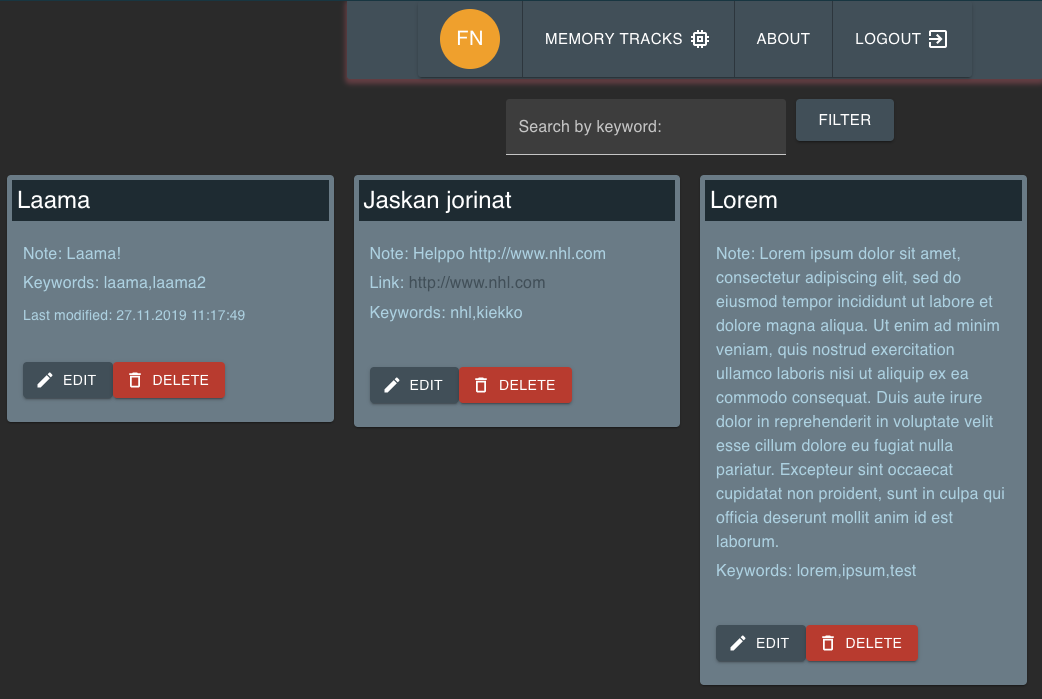 FN
MEMORY TRACKS
ABOUT
LOGOUT
Search by keyword:
FILTER
Laama
Note: Laama!
Keywords: laama,laama2
Last modified: 27.11.2019 11:17:49
EDIT
DELETE
Jaskan jorinat
Note: Helppo http://www.nhl.com
Link: http://www.nhl.com
Keywords: nhl,kiekko
EDIT
DELETE
Lorem
Note: Lorem ipsum dolor sit amet,
consectetur adipiscing elit, sed do
eiusmod tempor incididunt ut labore et
dolore magna aliqua. Ut enim ad minim
veniam, quis nostrud exercitation
ullamco laboris nisi ut aliquip ex ea
commodo consequat. Duis aute irure
dolor in reprehenderit in voluptate velit
esse cillum dolore eu fugiat nulla
pariatur. Excepteur sint occaecat
cupidatat non proident, sunt in culpa qui
officia deserunt mollit anim id est
laborum.
Keywords: lorem,ipsum,test
EDIT
DELETE